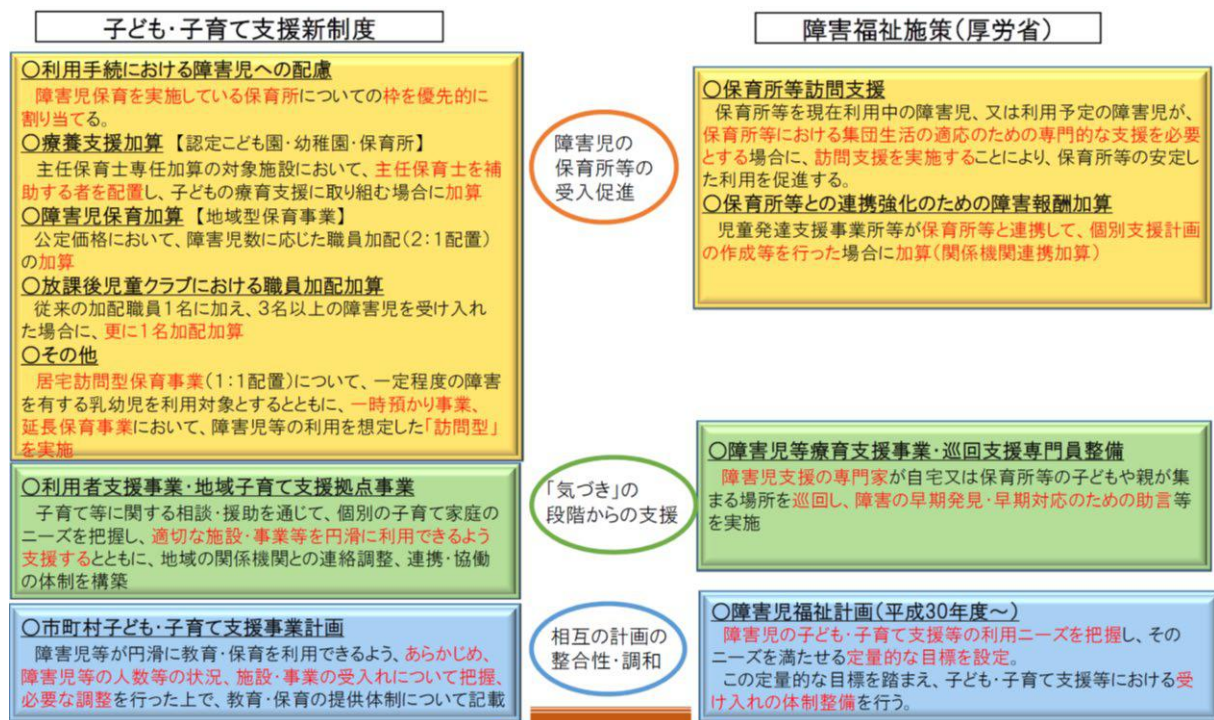 子ども・子育て支援新制度
〇利用手続における障害児への配慮
障害児保育を実施している保育所についての枠を優先的に
割り当てる。
〇療養支援加算【認定こども園・幼稚園・保育所】
主任保育士専任加算の対象施設において、主任保育士を補
助する者を配置し、子どもの療育支援に取り組む場合に加算
〇障害児保育加算【地域型保育事業】
公定価格において、障害児数に応じた職員加配(2:1配置)
の加算
〇放課後児童クラブにおける職員加配加算
従来の加配職員1名に加え、3名以上の障害児を受け入れ
た場合に、更に1名加配加算
〇その他
居宅訪問型保育事業(1:1配置)について、一定程度の障害
を有する乳幼児を利用対象とするとともに、一時預かり事業、
延長保育事業において、障害児等の利用を想定した「訪問型」
を実施
〇利用者支援事業・地域子育て支援拠点事業
子育て等に関する相談・援助を通じて、個別の子育て家庭の
ニーズを把握し、適切な施設・事業等を円滑に利用できるよう
支援するとともに、地域の関係機関との連絡調整、連携・協働
の体制を構築
〇市町村子ども・子育て支援事業計画
障害児等が円滑に教育・保育を利用できるよう、あらかじめ、
障害児等の人数等の状況、施設・事業の受入れについて把握、
必要な調整を行った上で、教育・保育の提供体制について記載
障害児の
保育所等の
受入促進
「気づき」の
段階からの支援
相互の計画の
整合性・調和
障害福祉施策(厚労省)
〇保育所等訪問支援
保育所等を現在利用中の障害児、又は利用予定の障害児が、
保育所等における集団生活の適応のための専門的な支援を必要
とする場合に、訪問支援を実施することにより、保育所等の安定し
た利用を促進する。
〇保育所等との連携強化のための障害報酬加算
児童発達支援事業所等が保育所等と連携して、個別支援計画
の作成等を行った場合に加算(関係機関連携加算)
〇障害児等療育支援事業・巡回支援専門員整備
障害児支援の専門家が自宅又は保育所等の子どもや親が集
まる場所を巡回し、障害の早期発見・早期対応のための助言等
を実施
〇障害児福祉計画(平成30年度~)
障害児の子ども・子育て支援等の利用ニーズを把握し、その
ニーズを満たせる定量的な目標を設定。
この定量的な目標を踏まえ、子ども・子育て支援等における受
け入れの体制整備を行う。